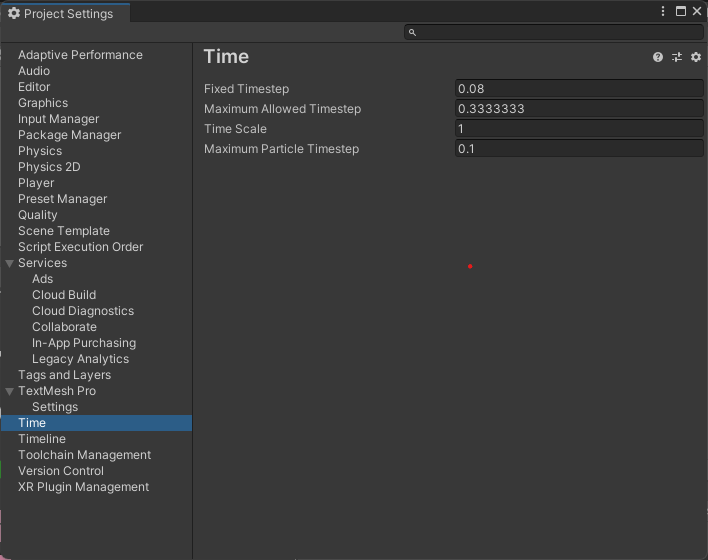 Project Settings
Adaptive Performance
Audio
Editor
Graphics
Input Manager
Package Manager
Physics
Physics 2D
Player
Preset Manager
Quality
Scene Template
Script Execution Order
Services
Ads
Cloud Build
Cloud Diagnostics
Collaborate
In-App Purchasing
Legacy Analytics
Tags and Layers
TextMesh Pro
Settings
Time
Timeline
Toolchain Management
Version Control
XR Plugin Management
Time
Fixed Timestep 0.08
Maximum Allowed Timestep 0.3333333
Time Scale 1
Maximum Particle Timestep 0.1